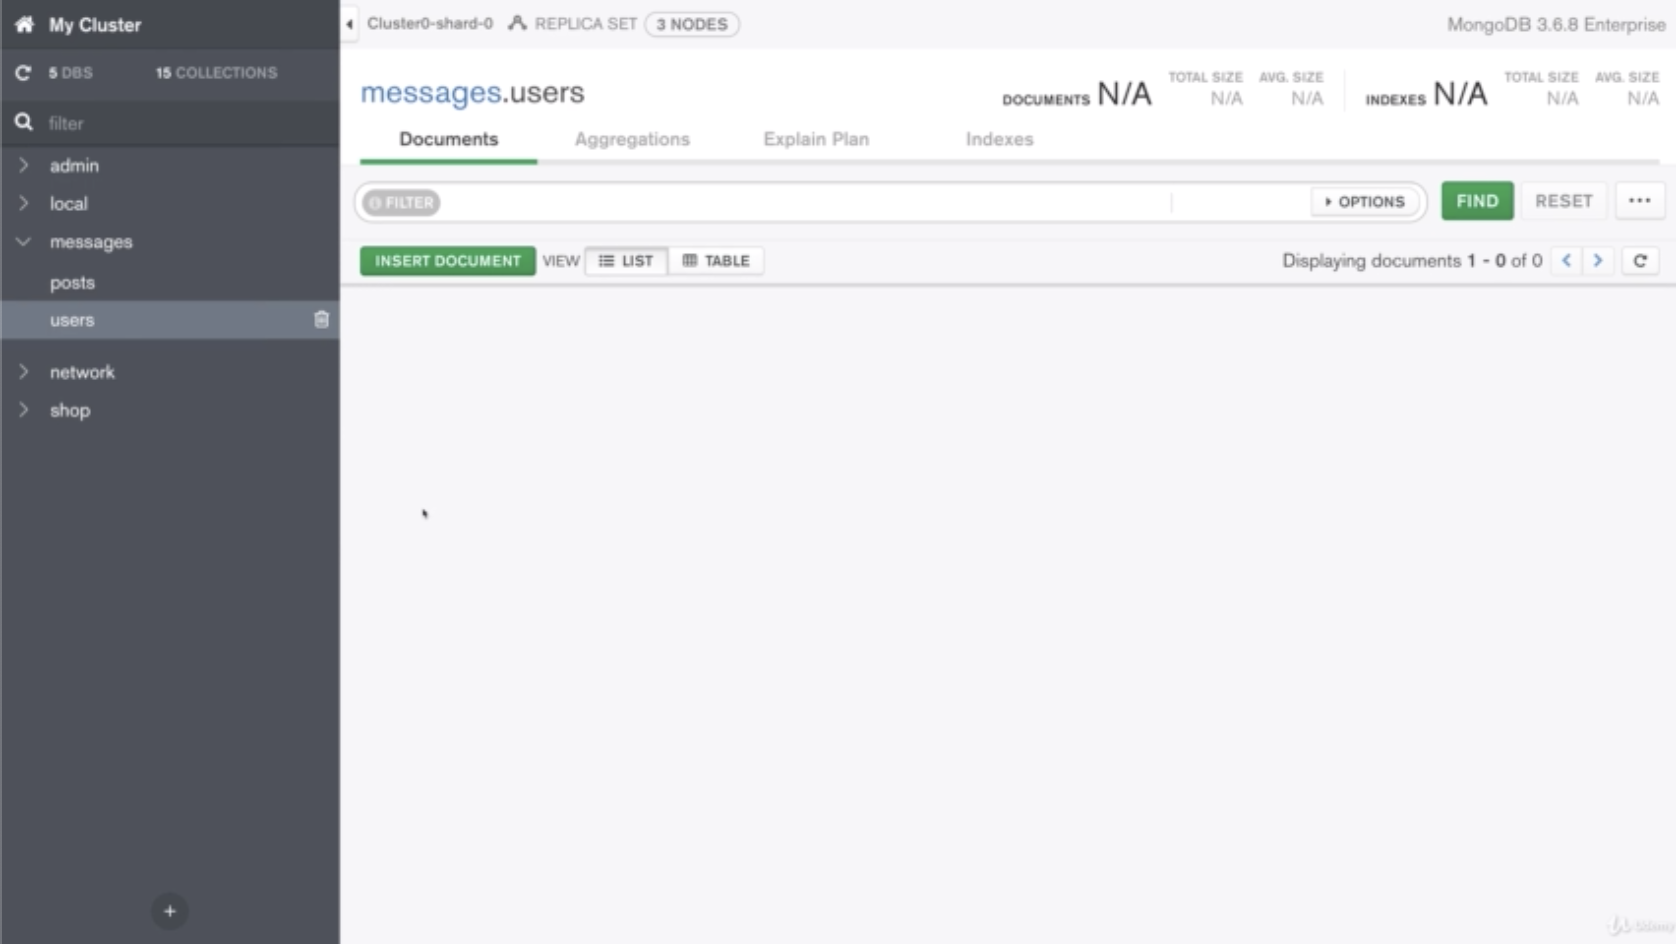 My Cluster
5 DBS 15 COLLECTIONS
filter
admin
local
messages
posts
users
network
shop
+
Cluster0-shard-0 REPLICA SET 3 NODES
MongoDB 3.6.8 Enterprise
messages.users
DOCUMENTS N/A TOTAL SIZE N/A AVG. SIZE N/A
INDEXES N/A TOTAL SIZE N/A AVG. SIZE N/A
Documents Aggregations Explain Plan Indexes
FILTER OPTIONS FIND RESET ...
INSERT DOCUMENT VIEW LIST TABLE
Displaying documents 1 - 0 of 0
Udemy